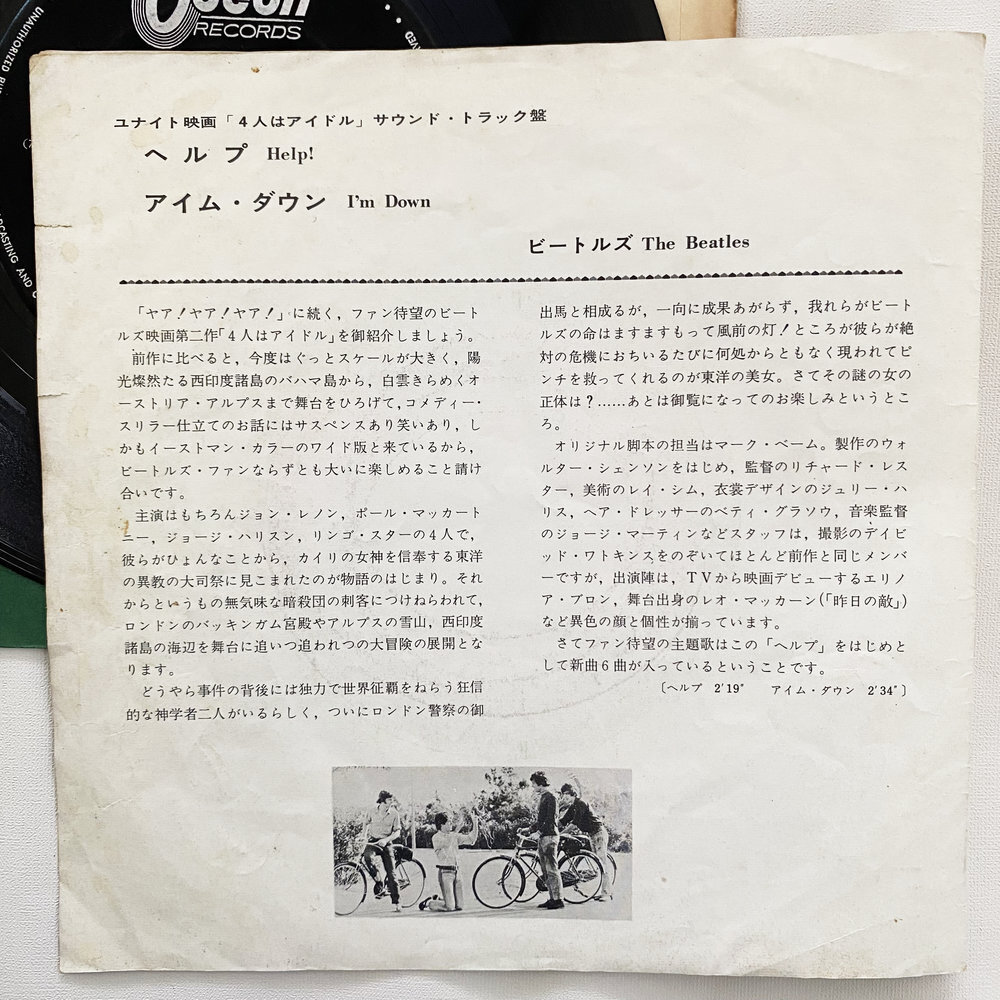 Odeon
RECORDS
UNAUTHORIZED
ユナイト映画「4人はアイドル」サウンド・トラック盤
ヘルプ Help!
アイム・ダウン I'm Down
ビートルズ The Beatles
「ヤア!ヤア!ヤア!」に続く，ファン待望のビート
ルズ映画第二作「4人はアイドル」を御紹介しましょう。
前作に比べると，今度はぐっとスケールが大きく，陽
光燦然たる西印度諸島のバハマ島から，白雲きらめくオ
ーストリア・アルプスまで舞台をひろげて，コメディー・
スリラー仕立てのお話にはサスペンスあり笑いあり，し
かもイーストマン・カラーのワイド版と来ているから，
ビートルズ・ファンならずとも大いに楽しめること請け
合いです。
主演はもちろんジョン・レノン，ポール・マッカート
ニー，ジョージ・ハリスン，リンゴ・スターの4人で，
彼らがひょんなことから，カイリの女神を信奉する東洋
の異教の大司祭に見こまれたのが物語のはじまり。それ
からというもの無気味な暗殺団の刺客につけねらわれて，
ロンドンのバッキンガム宮殿やアルプスの雪山，西印度
諸島の海辺を舞台に追いつ追われつの大冒険の展開とな
ります。
どうやら事件の背後には独力で世界征覇をねらう狂信
的な神学者二人がいるらしく，ついにロンドン警察の御
出馬と相成るが，一向に成果あがらず，我れらがビート
ルズの命はますますもって風前の灯!ところが彼らが絶
対の危機におちいるたびに何処からともなく現われてピ
ンチを救ってくれるのが東洋の美女。さてその謎の女の
正体は?……あとは御覧になってのお楽しみというとこ
ろ。
オリジナル脚本の担当はマーク・ベーム。製作のウォ
ルター・シェンソンをはじめ，監督のリチャード・レス
ター，美術のレイ・シム，衣裳デザインのジュリー・ハ
リス，ヘア・ドレッサーのベティ・グラソウ，音楽監督
のジョージ・マーティンなどスタッフは，撮影のデイビ
ッド・ワトキンスをのぞいてほとんど前作と同じメンバ
ーですが，出演陣は，TVから映画デビューするエリノ
ア・ブロン，舞台出身のレオ・マッカーン(「昨日の敵」)
など異色の顔と個性が揃っています。
さてファン待望の主題歌はこの「ヘルプ」をはじめと
して新曲6曲が入っているということです。
〔ヘルプ 2'19" アイム・ダウン 2'34"〕